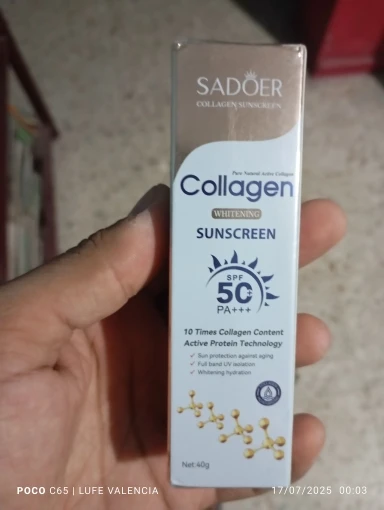 SADOER
COLLAGEN SUNSCREEN
Pure Natural Active Collagen
Collagen
WHITENING
SUNSCREEN
SPF
50+
PA+++
10 Times Collagen Content
Active Protein Technology
✓ Sun protection against aging
✓ Full band UV isolation
✓ Whitening hydration
Net:40g
POCO C65 | LUFE VALENCIA
17/07/2025 00:03